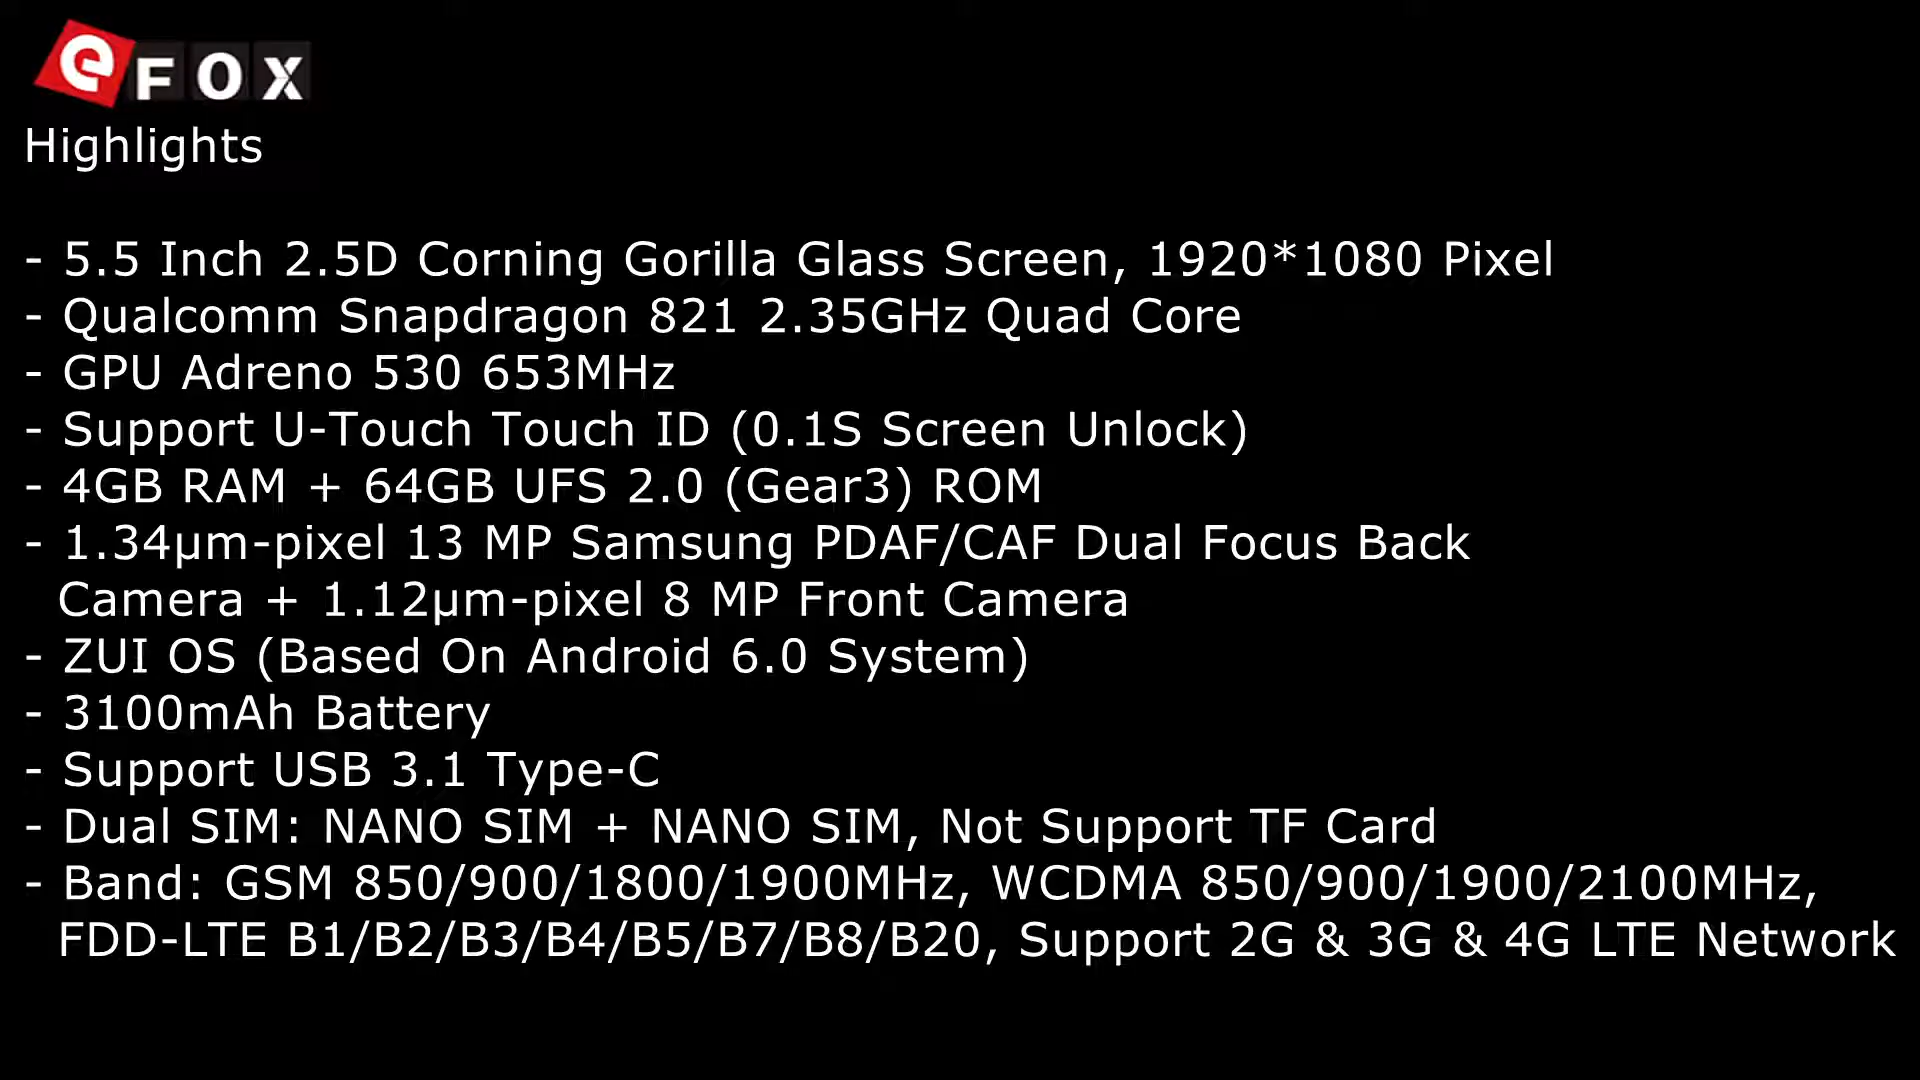 eFOX
Highlights
- 5.5 Inch 2.5D Corning Gorilla Glass Screen, 1920*1080 Pixel
- Qualcomm Snapdragon 821 2.35GHz Quad Core
- GPU Adreno 530 653MHz
- Support U-Touch Touch ID (0.1S Screen Unlock)
- 4GB RAM + 64GB UFS 2.0 (Gear3) ROM
- 1.34µm-pixel 13 MP Samsung PDAF/CAF Dual Focus Back
Camera + 1.12µm-pixel 8 MP Front Camera
- ZUI OS (Based On Android 6.0 System)
- 3100mAh Battery
- Support USB 3.1 Type-C
- Dual SIM: NANO SIM + NANO SIM, Not Support TF Card
- Band: GSM 850/900/1800/1900MHz, WCDMA 850/900/1900/2100MHz,
FDD-LTE B1/B2/B3/B4/B5/B7/B8/B20, Support 2G & 3G & 4G LTE Network